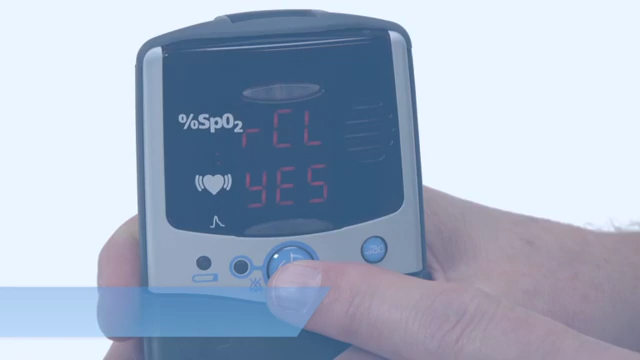 %SpO2
rCL
YES